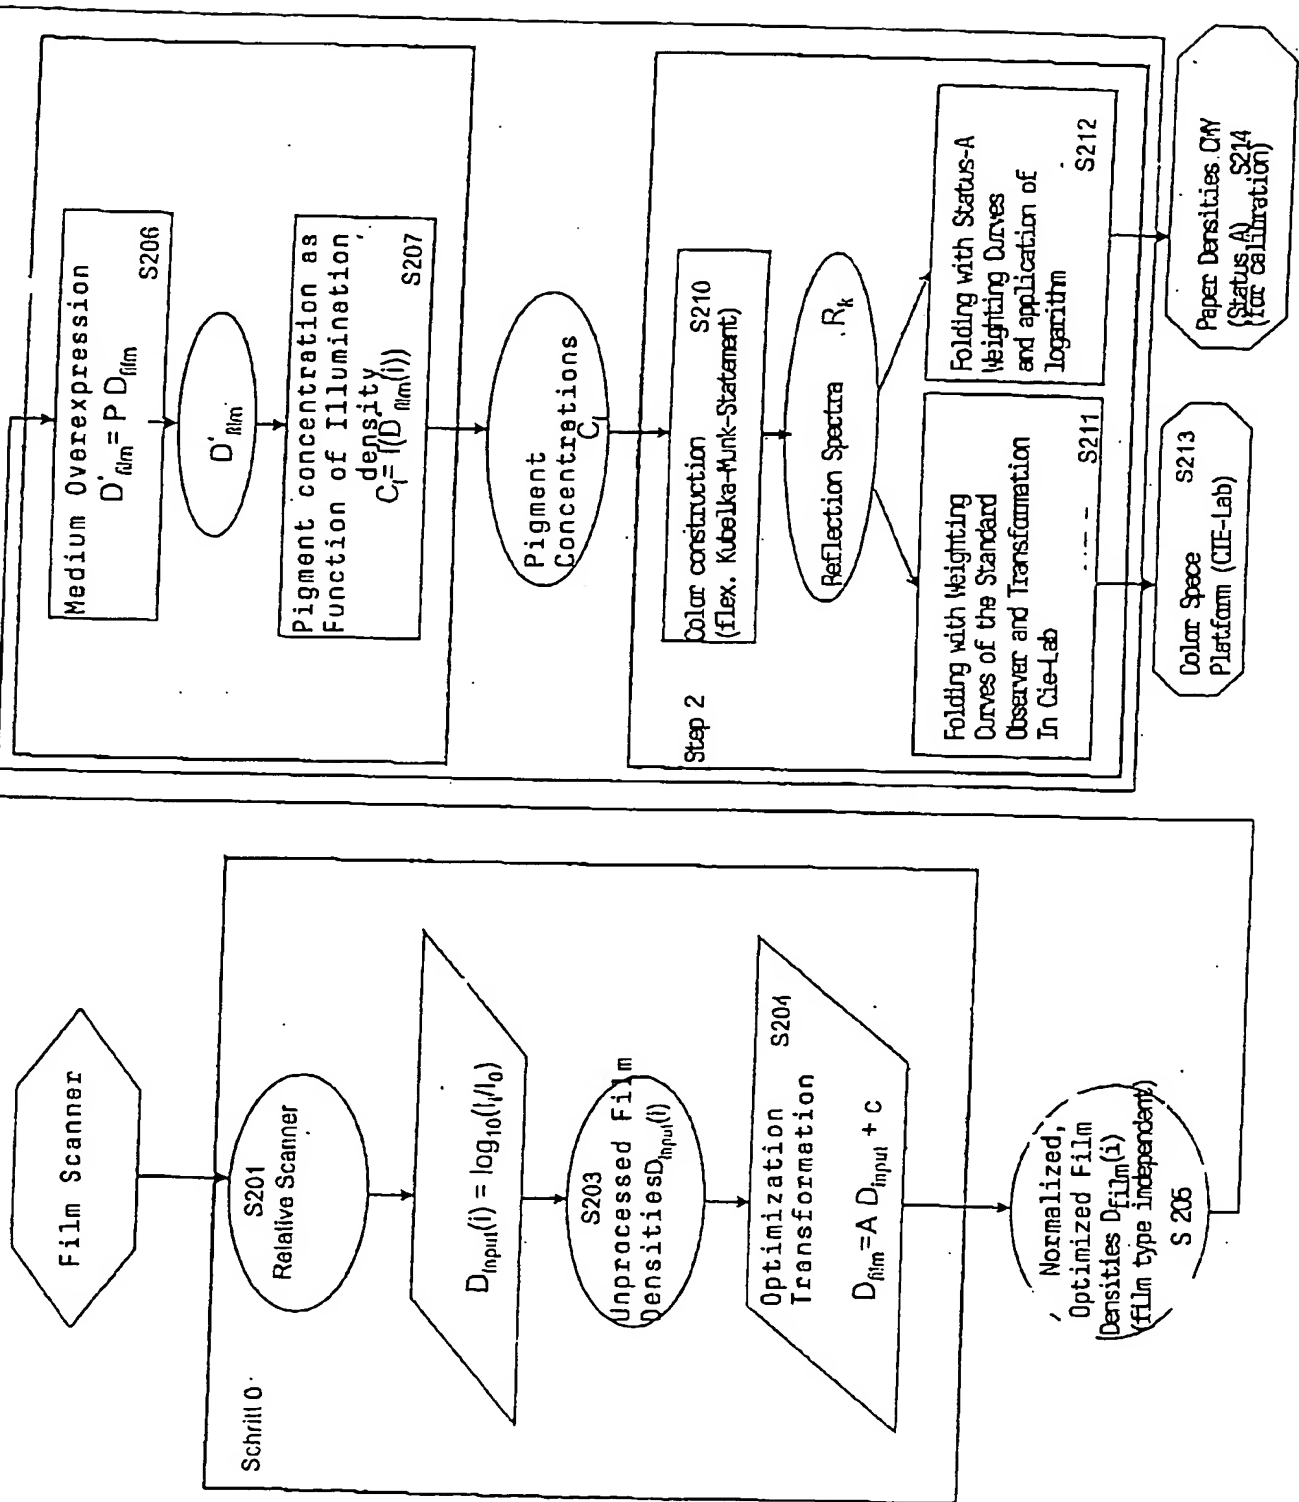 Film Scanner
Schritt 0
S201
Relative Scanner
D_input(i) = log10(I_i/I_0)
S203
Unprocessed Film
Densities D_input(i)
Optimization S204
Transformation
D_film = A D_input + c
Normalized,
Optimized Film
Densities D_film(i)
(film type independent)
S 205
Medium Overexpression
D'_film = P D_film
S206
D'_film
Pigment concentration as
Function of Illumination
density
C_i = f((D'_film(i))
S207
Pigment
Concentrations
C_i
Step 2
Color construction S210
(flex. Kubelka-Munk-Statement)
Reflection Spectra R_k
Folding with Weighting
Curves of the Standard
Observer and Transformation
In Cie-Lab
S211
Folding with Status-A
Weighting Curves
and application of
logarithm
S212
Color Space S213
Platform (CIE-Lab)
Paper Densities CMY
(Status A) S214
(for calibration)